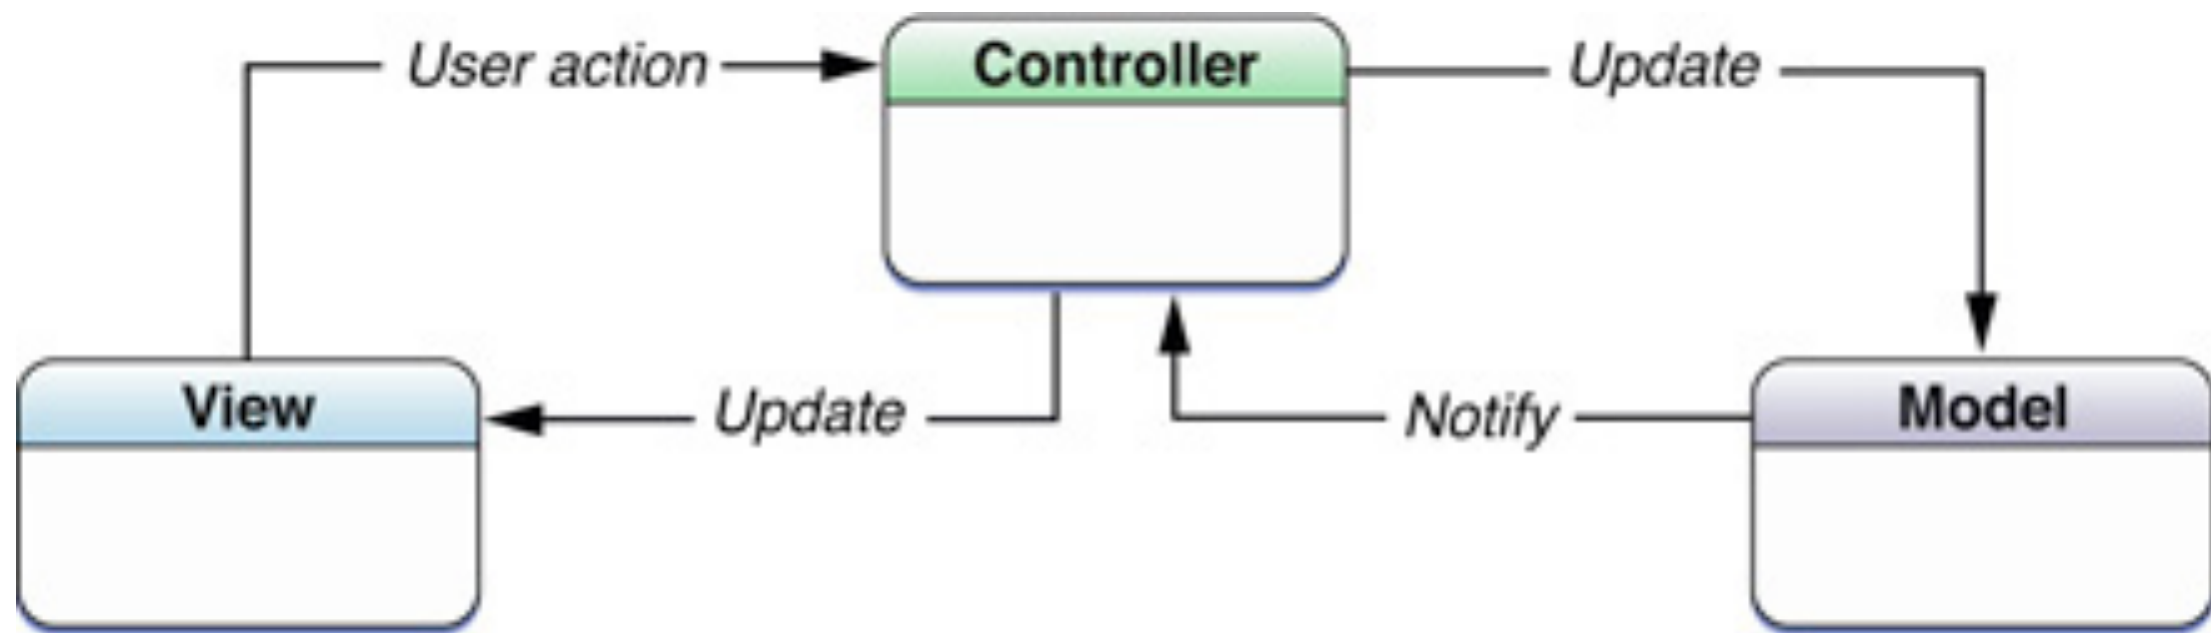 User action
Controller
Update
View
Update
Notify
Model